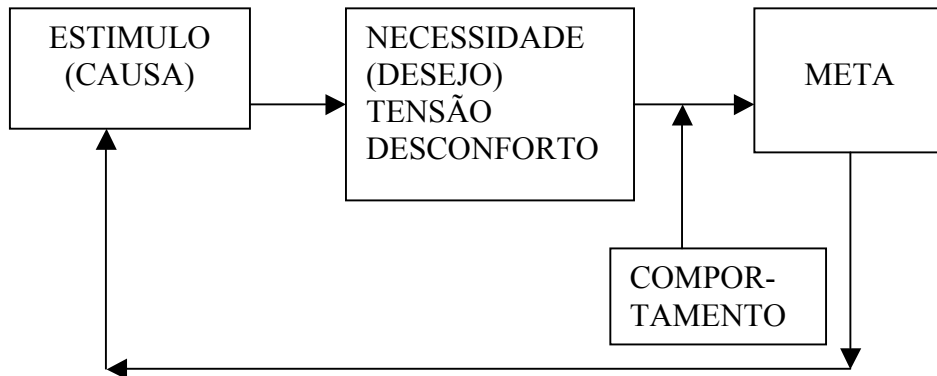 ESTIMULO
(CAUSA)
NECESSIDADE
(DESEJO)
TENSÃO
DESCONFORTO
META
COMPOR-
TAMENTO